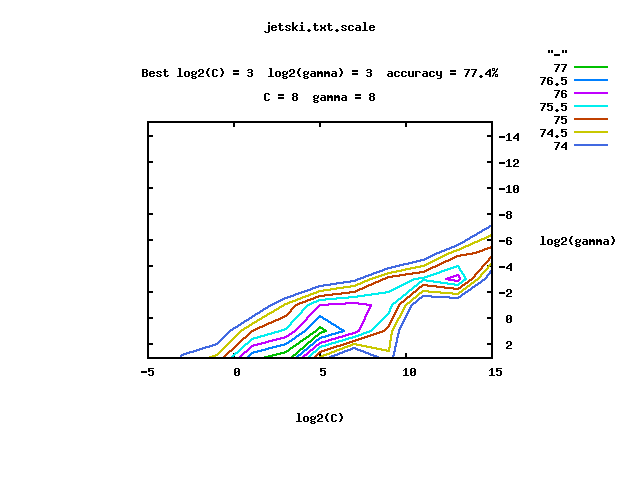 jetski.txt.scale
Best log2(C) = 3 log2(gamma) = 3 accuracy = 77.4%
C = 8 gamma = 8
"-"
77
76.5
76
75.5
75
74.5
74
-14
-12
-10
-8
-6
-4
-2
0
2
log2(gamma)
-5 0 5 10 15
log2(C)